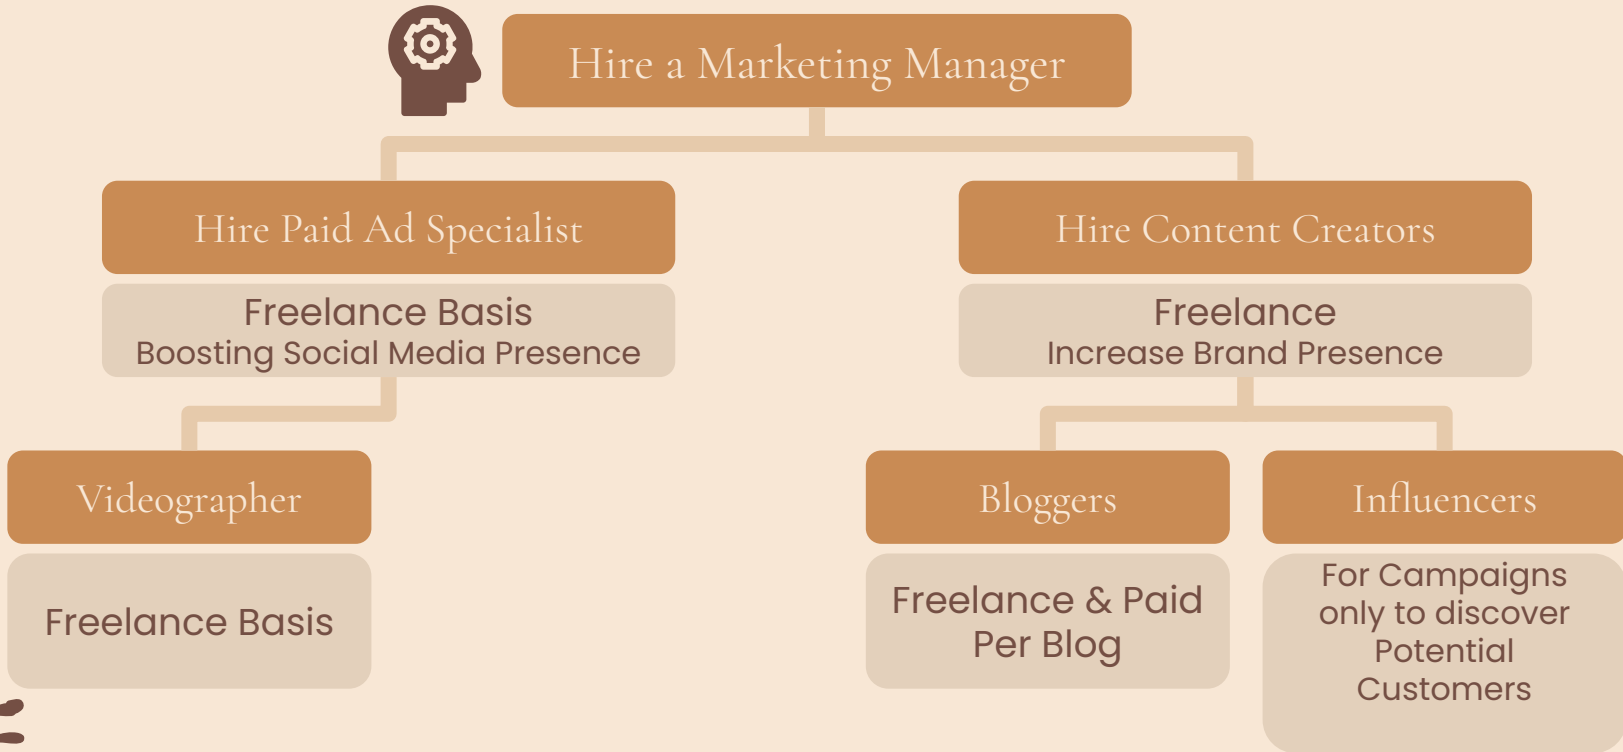 Hire a Marketing Manager
Hire Paid Ad Specialist
Freelance Basis
Boosting Social Media Presence
Hire Content Creators
Freelance
Increase Brand Presence
Videographer
Freelance Basis
Bloggers
Freelance & Paid
Per Blog
Influencers
For Campaigns
only to discover
Potential
Customers